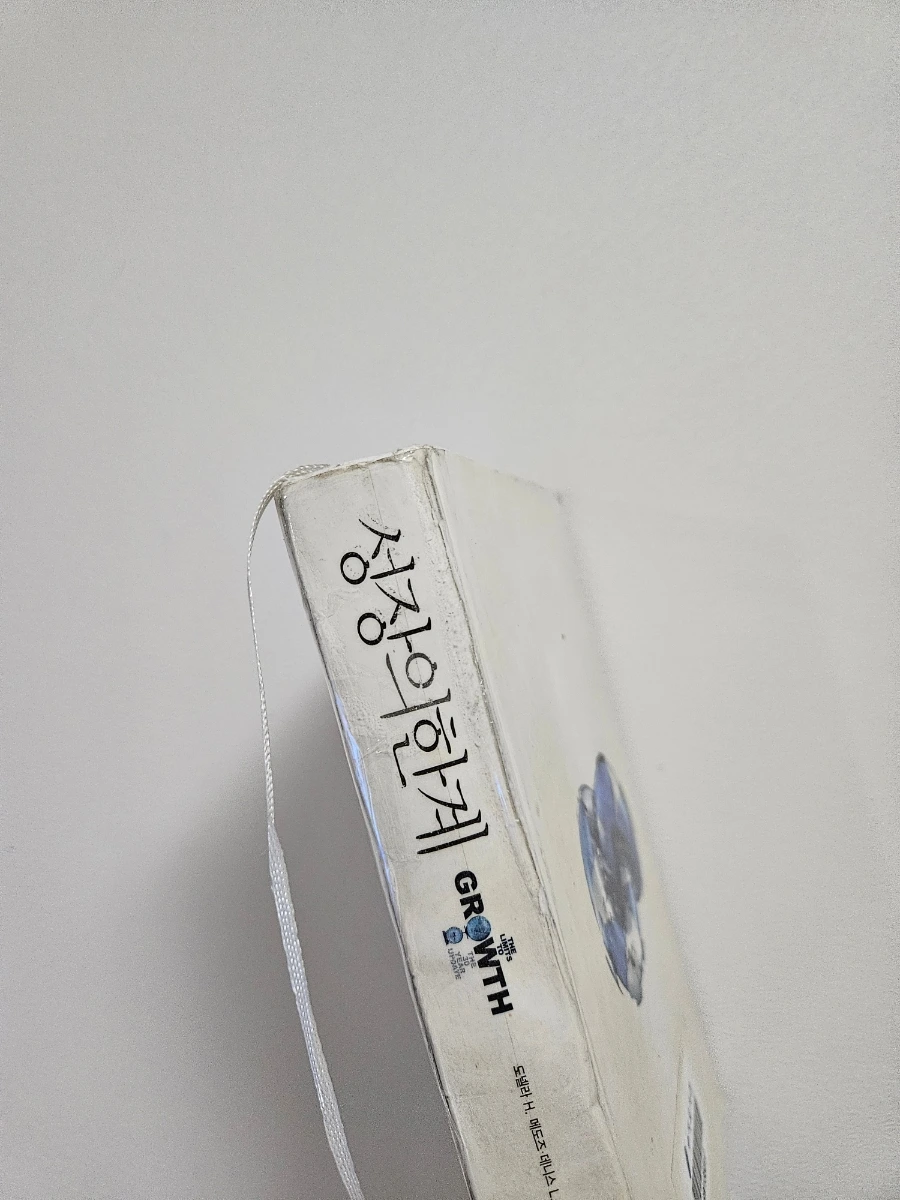 성장의한계
THE
LIMITS
TO
GROWTH
THE
30
YEAR
UPDATE
도넬라 H. 메도즈·데니스 L.